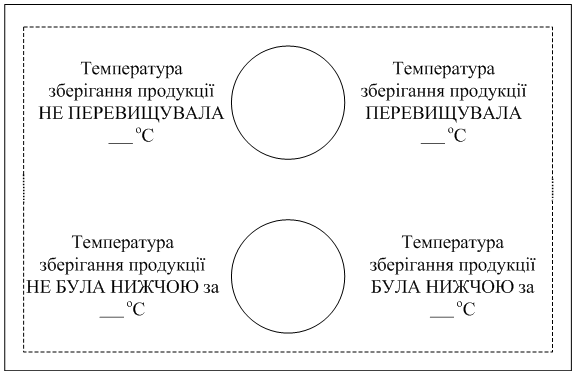 Температура
зберігання продукції
НЕ ПЕРЕВИЩУВАЛА
___ °С
Температура
зберігання продукції
ПЕРЕВИЩУВАЛА
___ °С
Температура
зберігання продукції
НЕ БУЛА НИЖЧОЮ за
___ °С
Температура
зберігання продукції
БУЛА НИЖЧОЮ за
___ °С